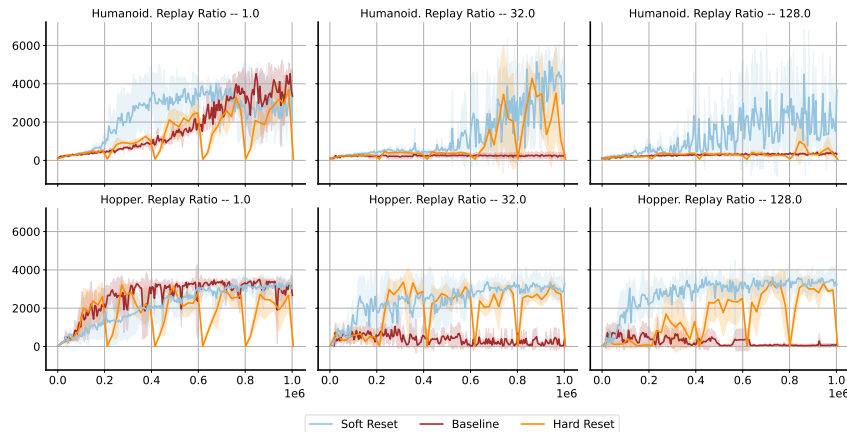 Humanoid. Replay Ratio -- 1.0
Humanoid. Replay Ratio -- 32.0
Humanoid. Replay Ratio -- 128.0
6000
4000
2000
0
Hopper. Replay Ratio -- 1.0
Hopper. Replay Ratio -- 32.0
Hopper. Replay Ratio -- 128.0
6000
4000
2000
0
0.0 0.2 0.4 0.6 0.8 1.0
1e6
0.0 0.2 0.4 0.6 0.8 1.0
1e6
0.0 0.2 0.4 0.6 0.8 1.0
1e6
Soft Reset Baseline Hard Reset